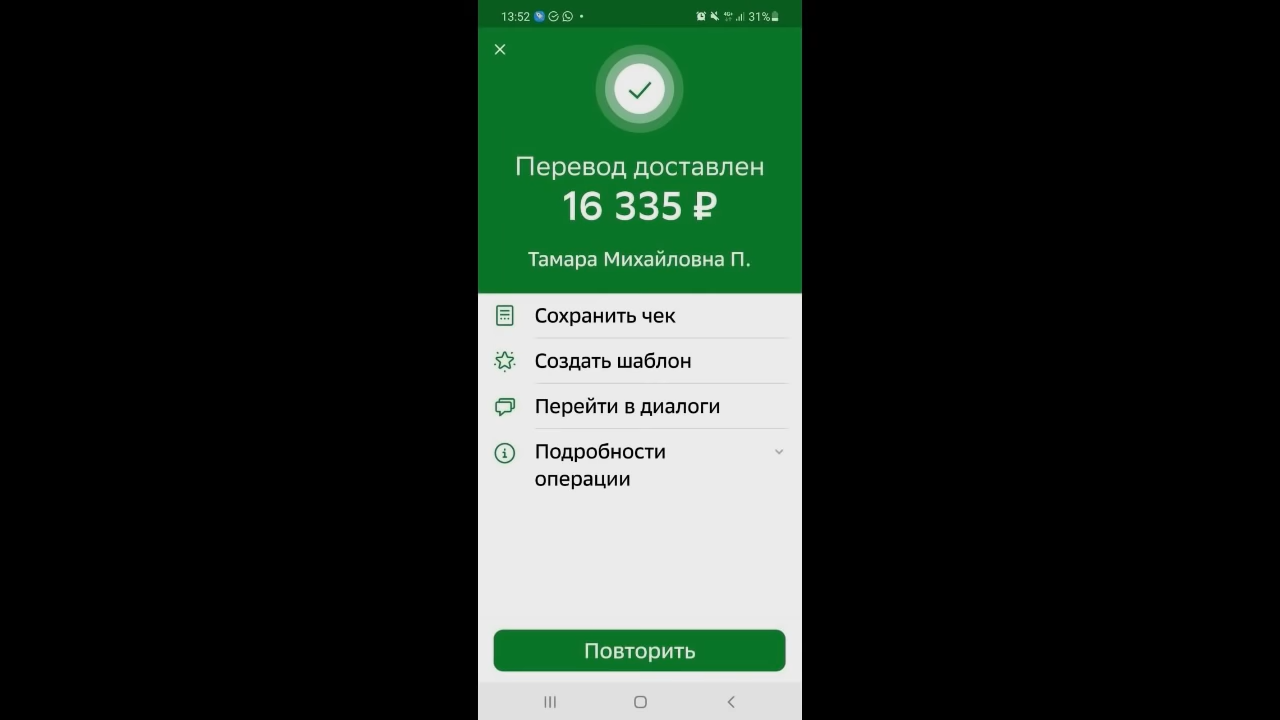 13:52 31%
Перевод доставлен
16 335 ₽
Тамара Михайловна П.
Сохранить чек
Создать шаблон
Перейти в диалоги
Подробности
операции
Повторить